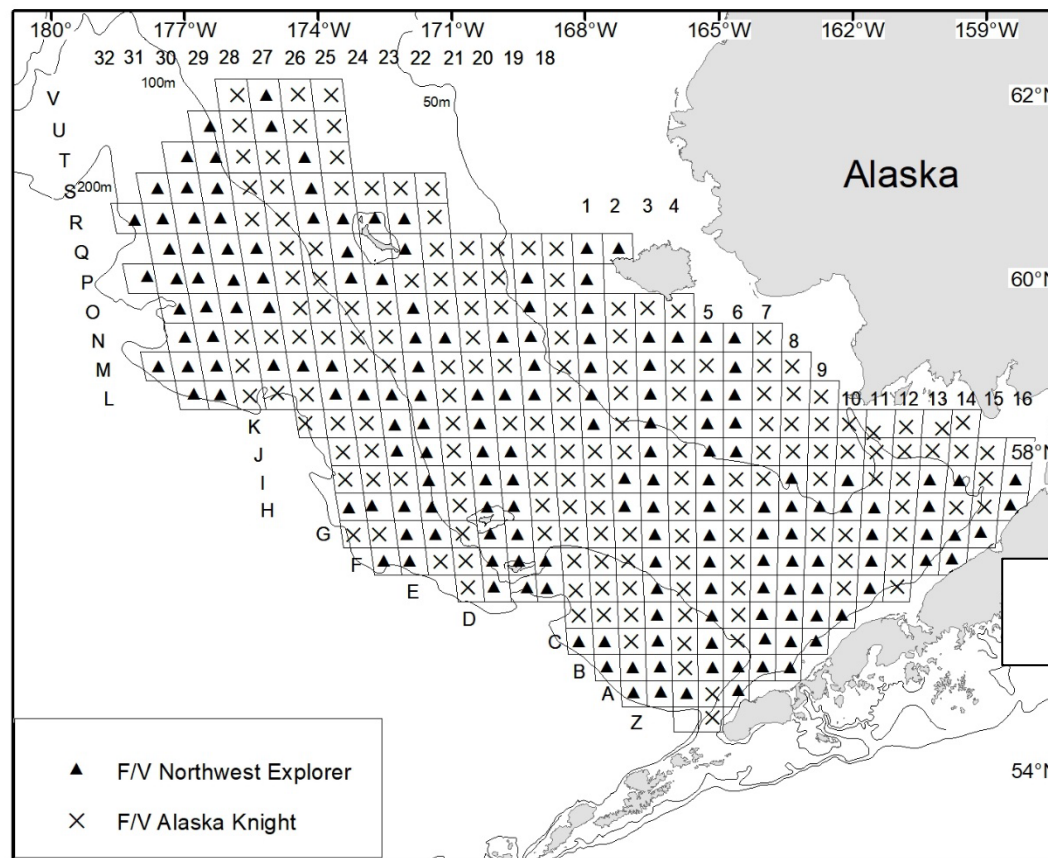 180° 177°W 174°W 171°W 168°W 165°W 162°W 159°W
32 31 30 29 28 27 26 25 24 23 22 21 20 19 18
100m
50m
V
62°N
U
T
S
200m
Alaska
R
1 2 3 4
Q
P
60°N
O
5 6 7
N
8
M
9
L
10 11 12 13 14 15 16
K
J
58°N
I
H
G
F
E
D
C
B
A
Z
54°N
F/V Northwest Explorer
F/V Alaska Knight